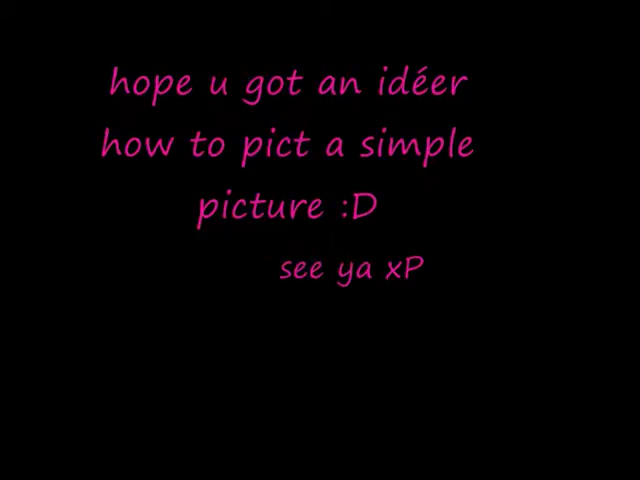 hope u got an idéer
how to pict a simple
picture :D
see ya xP